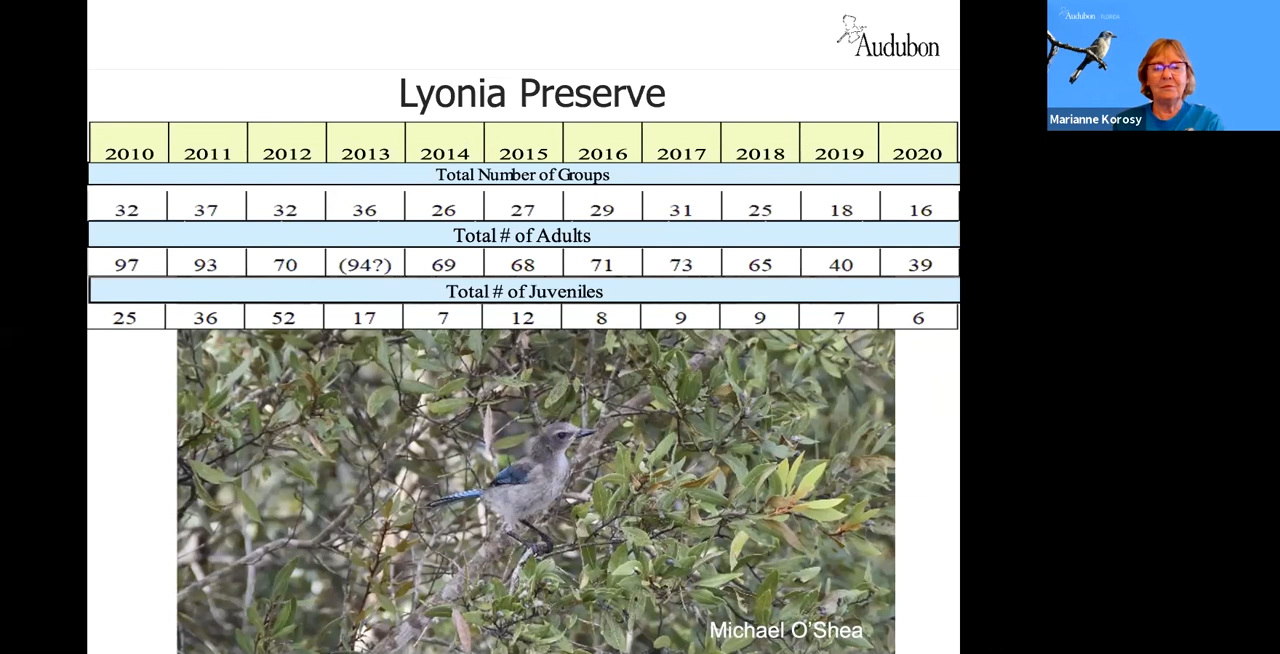 Audubon
Lyonia Preserve
2010 2011 2012 2013 2014 2015 2016 2017 2018 2019 2020
Total Number of Groups
32 37 32 36 26 27 29 31 25 18 16
Total # of Adults
97 93 70 (94?) 69 68 71 73 65 40 39
Total # of Juveniles
25 36 52 17 7 12 8 9 9 7 6
Michael O'Shea
Audubon FLORIDA
Marianne Korosy